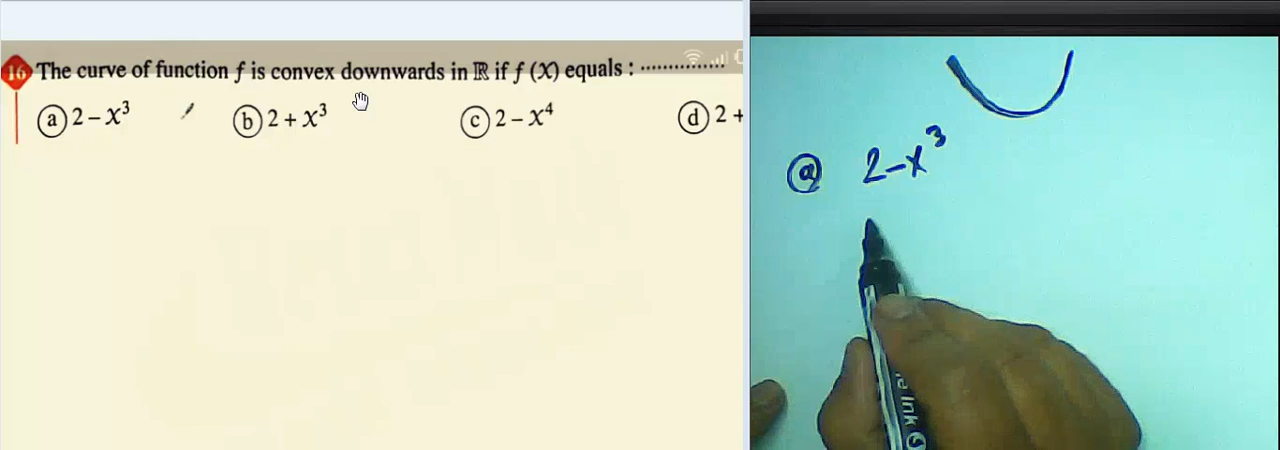 16 The curve of function f is convex downwards in ℝ if f (X) equals : ...............
ⓐ 2 − X³ ⓑ 2 + X³ ⓒ 2 − X⁴ ⓓ 2 +
ⓐ 2−x³
Ink